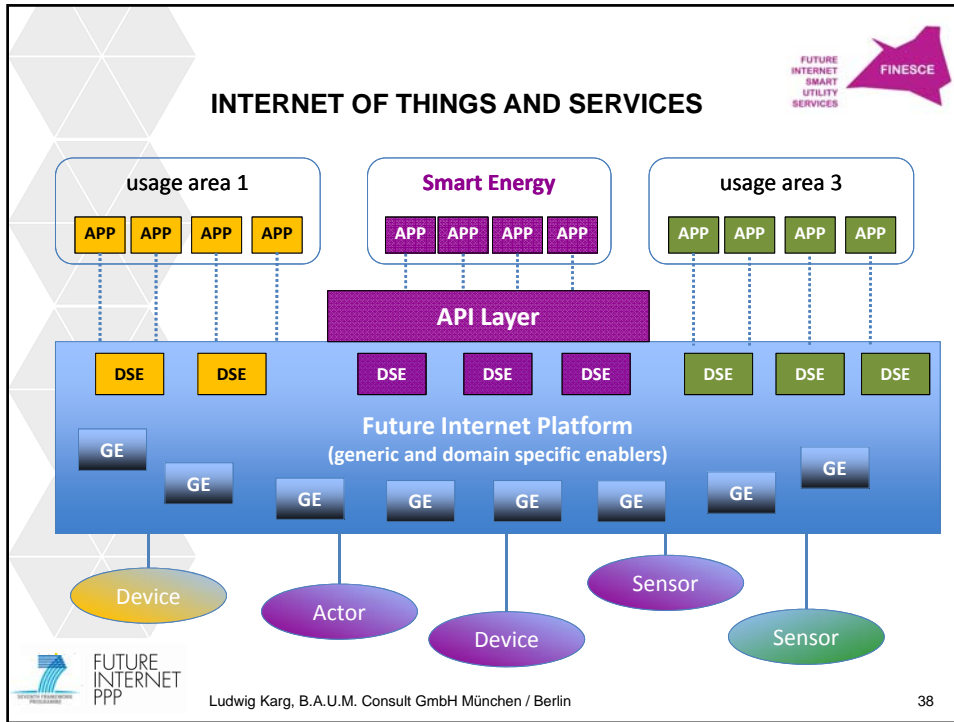 FUTURE
INTERNET
SMART
UTILITY
SERVICES
FINESCE
INTERNET OF THINGS AND SERVICES
usage area 1
Smart Energy
usage area 3
APP APP APP APP
APP APP APP APP
APP APP APP APP
API Layer
DSE DSE
DSE DSE DSE
DSE DSE DSE
Future Internet Platform
(generic and domain specific enablers)
GE GE GE GE GE GE GE GE
Device
Actor
Device
Sensor
Sensor
SEVENTH FRAMEWORK
PROGRAMME
FUTURE
INTERNET
PPP
Ludwig Karg, B.A.U.M. Consult GmbH München / Berlin
38